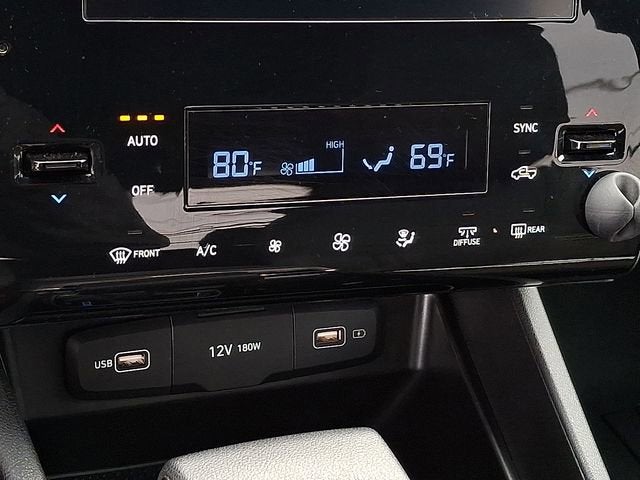 AUTO
OFF
80°F
HIGH
69°F
SYNC
FRONT
A/C
DIFFUSE
REAR
USB
12V 180W